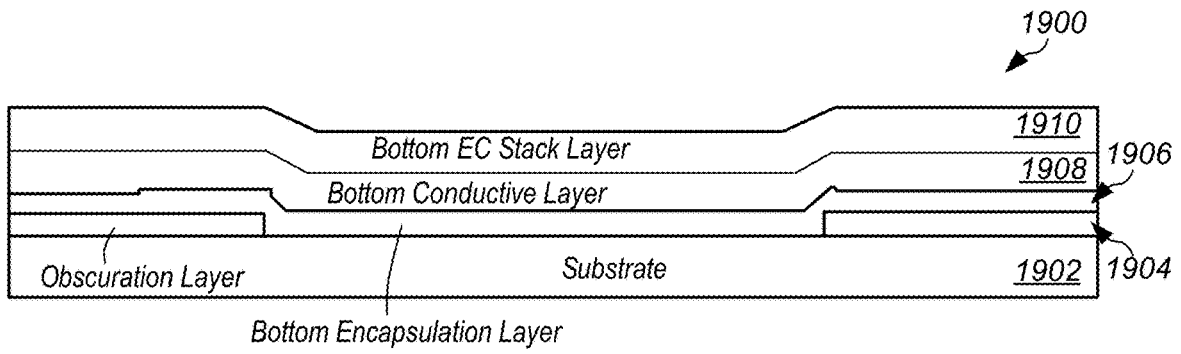 1900
1910
Bottom EC Stack Layer
1906
1908
Bottom Conductive Layer
Obscuration Layer
Substrate
1902
1904
Bottom Encapsulation Layer